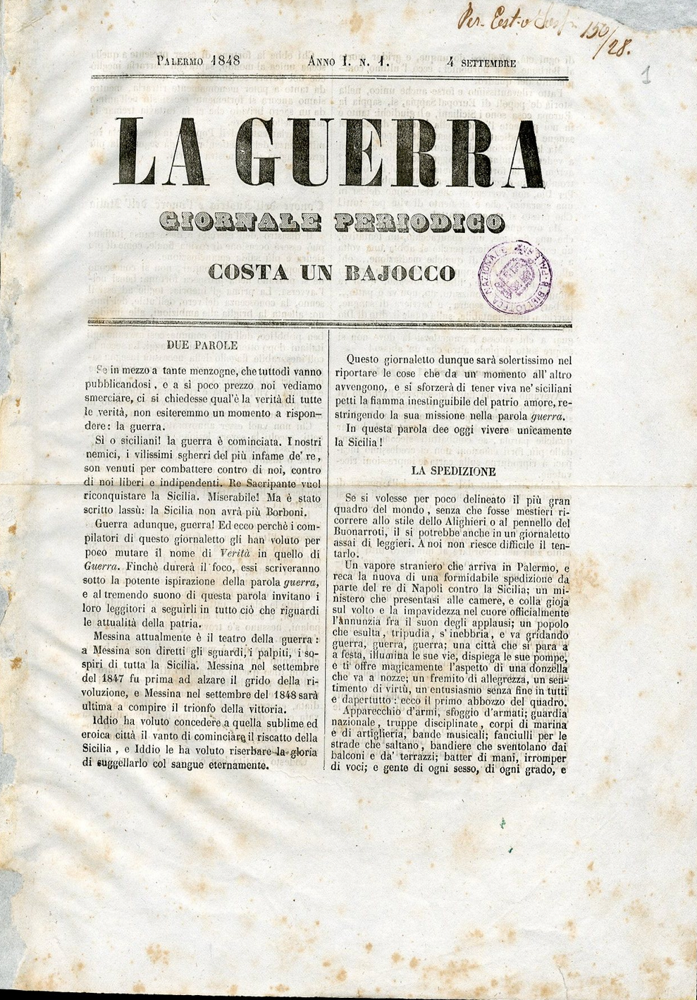 Per. Est. o
150/28.
1
PALERMO 1848 ANNO I. N. 1. 4 SETTEMBRE
LA GUERRA
GIORNALE PERIODICO
COSTA UN BAJOCCO
BIBLIOTECA NAZIONALE
DUE PAROLE
Se in mezzo a tante menzogne, che tuttodì vanno
pubblicandosi, e a sì poco prezzo noi vediamo
smerciare, ci si chiedesse qual'è la verità di tutte
le verità, non esiteremmo un momento a rispon-
dere: la guerra.
Sì o siciliani! la guerra è cominciata. I nostri
nemici, i vilissimi sgherri del più infame de' re,
son venuti per combattere contro di noi, contro
di noi liberi e indipendenti. Re Sacripante vuol
riconquistare la Sicilia. Miserabile! Ma è stato
scritto lassù: la Sicilia non avrà più Borboni.
Guerra adunque, guerra! Ed ecco perchè i com-
pilatori di questo giornaletto gli han voluto per
poco mutare il nome di Verità in quello di
Guerra. Finchè durerà il foco, essi scriveranno
sotto la potente ispirazione della parola guerra,
e al tremendo suono di questa parola invitano i
loro leggitori a seguirli in tutto ciò che riguardi
le attualità della patria.
Messina attualmente è il teatro della guerra:
a Messina son diretti gli sguardi, i palpiti, i so-
spiri di tutta la Sicilia. Messina nel settembre
del 1847 fu prima ad alzare il grido della ri-
voluzione, e Messina nel settembre del 1848 sarà
ultima a compire il trionfo della vittoria.
Iddio ha voluto concedere a quella sublime ed
eroica città il vanto di cominciare il riscatto della
Sicilia, e Iddio le ha voluto riserbare la gloria
di suggellarlo col sangue eternamente.
Questo giornaletto dunque sarà solertissimo nel
riportare le cose che da un momento all'altro
avvengono, e si sforzerà di tener viva ne' siciliani
petti la fiamma inestinguibile del patrio amore, re-
stringendo la sua missione nella parola guerra.
In questa parola dee oggi vivere unicamente
la Sicilia!
LA SPEDIZIONE
Se si volesse per poco delineato il più gran
quadro del mondo, senza che fosse mestieri ri-
correre allo stile dello Alighieri o al pennello del
Buonarroti, il si potrebbe anche in un giornaletto
assai di leggieri. A noi non riesce difficile il ten-
tarlo.
Un vapore straniero che arriva in Palermo, e
reca la nuova di una formidabile spedizione da
parte del re di Napoli contro la Sicilia; un mi-
nistero che presentasi alle camere, e colla gioja
sul volto e la impavidezza nel cuore officialmente
l'annunzia fra il suon degli applausi; un popolo
che esulta, tripudia, s'inebbria, e va gridando
guerra, guerra, guerra; una città che si para a
a festa, illumina le sue vie, dispiega le sue pompe,
e ti offre magicamente l'aspetto di una donzella
che va a nozze; un fremito di allegrezza, un sen-
timento di virtù, un entusiasmo senza fine in tutti
e dapertutto: ecco il primo abbozzo del quadro.
Apparecchio d'armi, sfoggio d'armati; guardia
nazionale, truppe disciplinate, corpi di marina
e di artiglieria, bande musicali; fanciulli per le
strade che saltano, bandiere che sventolano dai
balconi e da' terrazzi; batter di mani, irromper
di voci; e gente di ogni sesso, di ogni grado, e